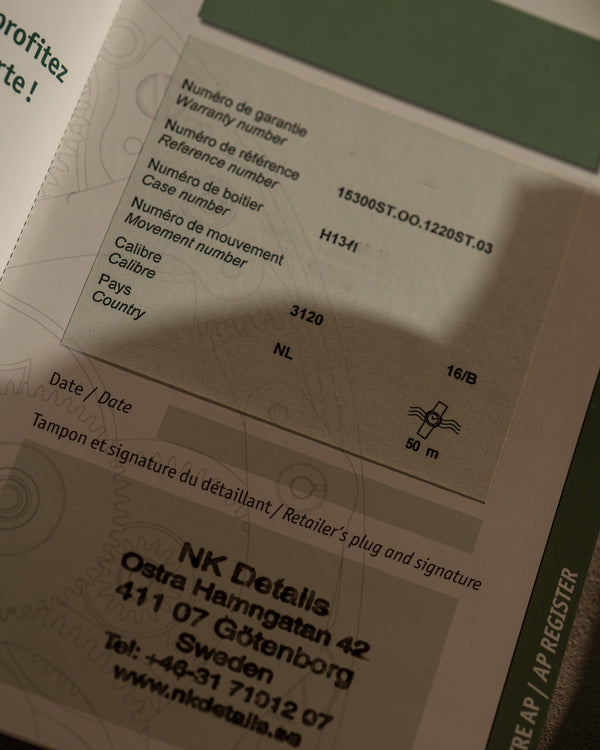 profitez
rte !
Numéro de garantie
Warranty number
Numéro de référence
Reference number
15300ST.OO.1220ST.03
Numéro de boitier
Case number
Numéro de mouvement
Movement number
Calibre
Calibre
3120
Pays
Country
NL
16/B
50 m
Date / Date
Tampon et signature du détaillant / Retailer's plug and signature
NK Details
Ostra Hamngatan 42
411 07 Götenborg
Sweden
Tel: +46-31 71012 07
www.nkdetails.se
RE AP / AP REGISTER